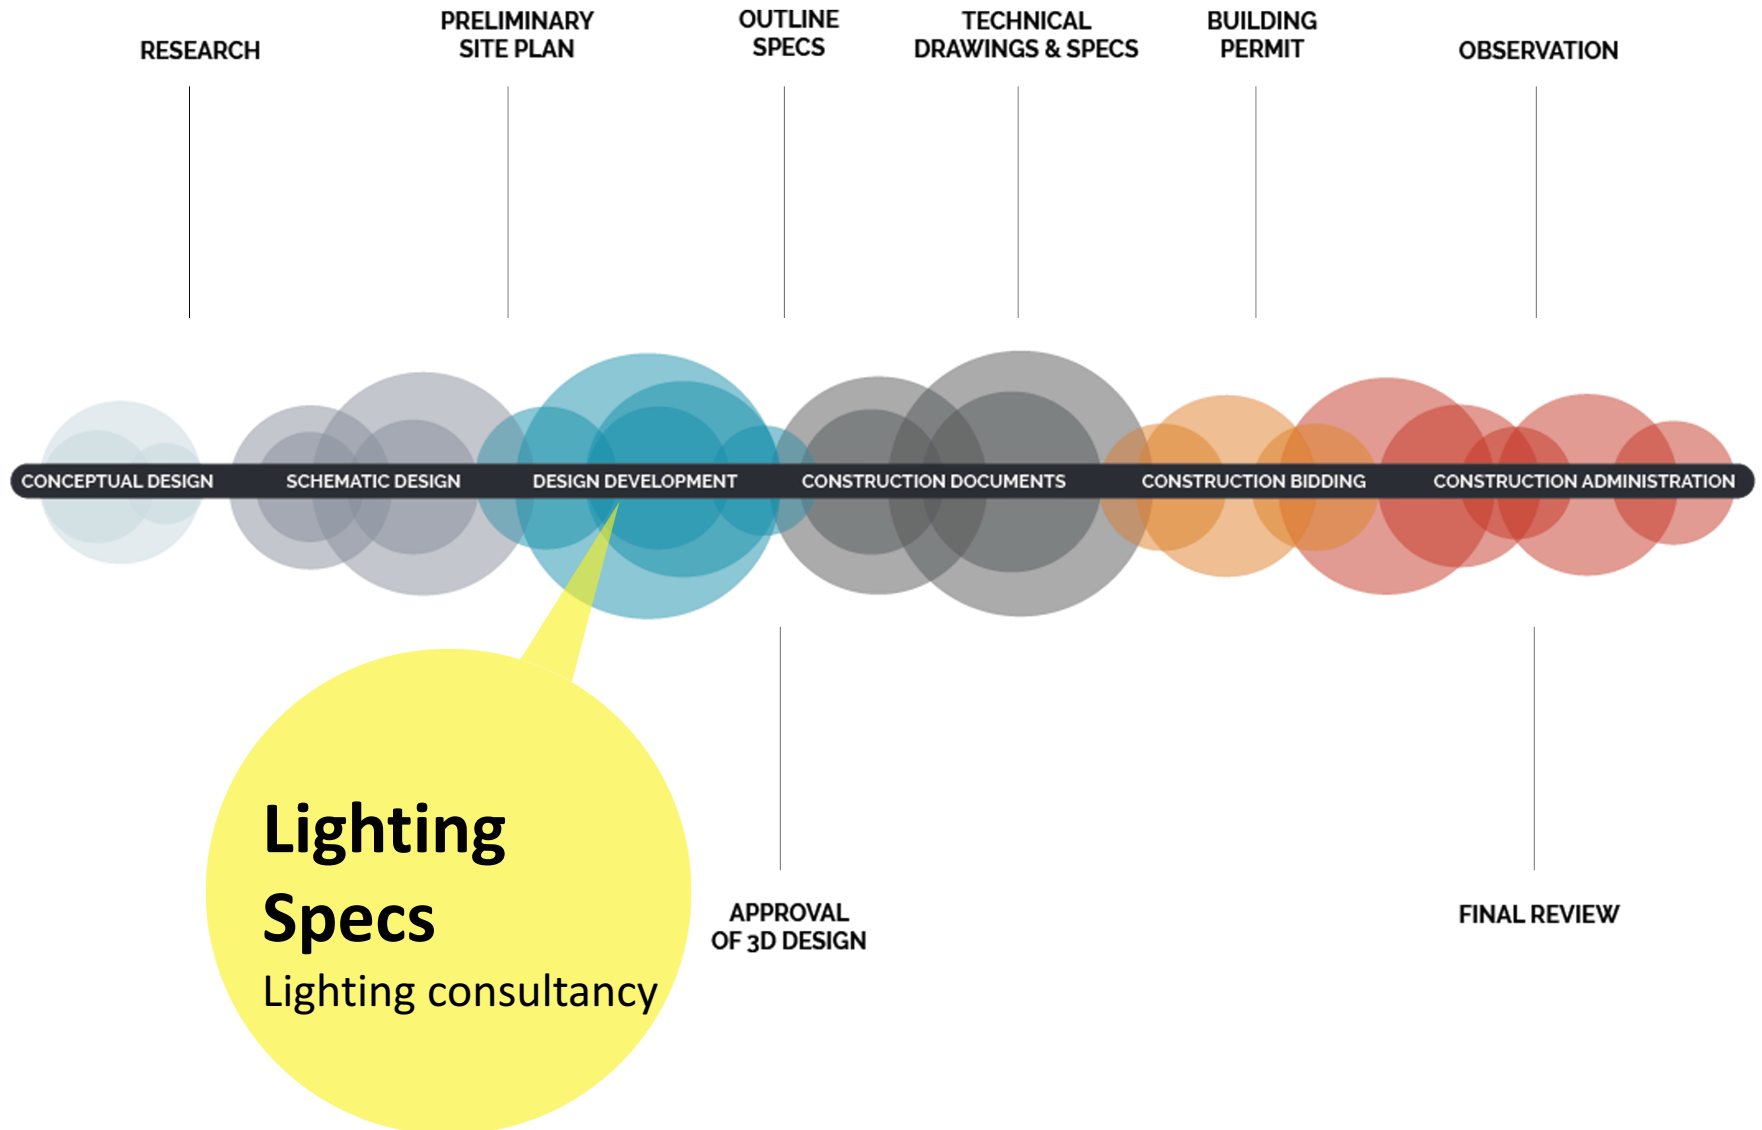 RESEARCH
PRELIMINARY
SITE PLAN
OUTLINE
SPECS
TECHNICAL
DRAWINGS & SPECS
BUILDING
PERMIT
OBSERVATION
CONCEPTUAL DESIGN
SCHEMATIC DESIGN
DESIGN DEVELOPMENT
CONSTRUCTION DOCUMENTS
CONSTRUCTION BIDDING
CONSTRUCTION ADMINISTRATION
Lighting
Specs
Lighting consultancy
APPROVAL
OF 3D DESIGN
FINAL REVIEW